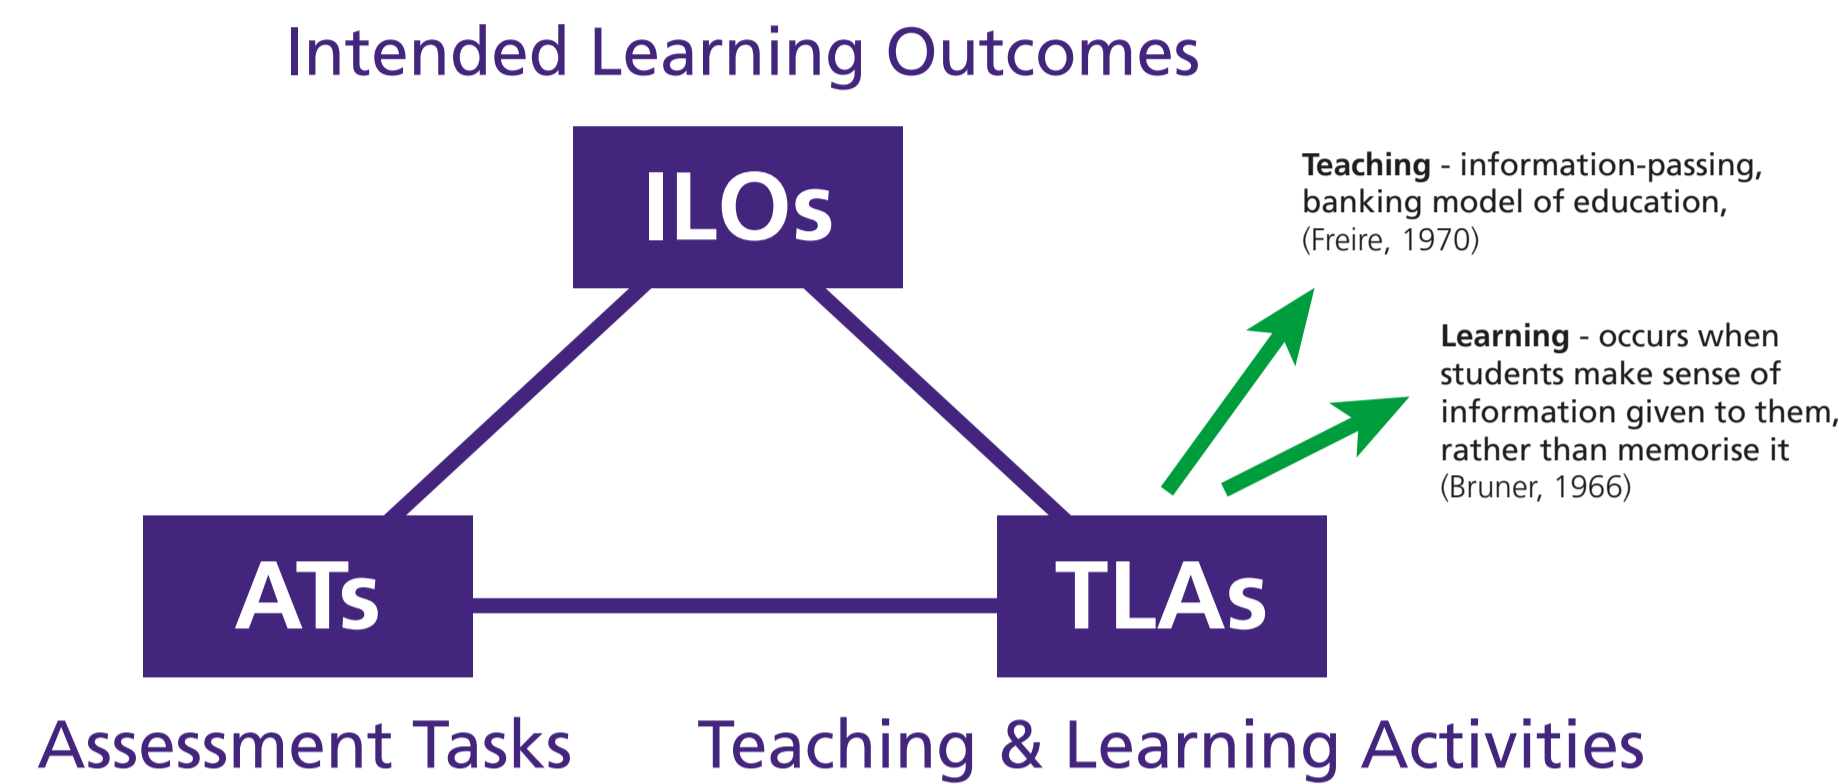 Intended Learning Outcomes
ILOs
Teaching - information-passing,
banking model of education,
(Freire, 1970)
Learning - occurs when
students make sense of
information given to them,
rather than memorise it
(Bruner, 1966)
ATs
TLAs
Assessment Tasks
Teaching & Learning Activities